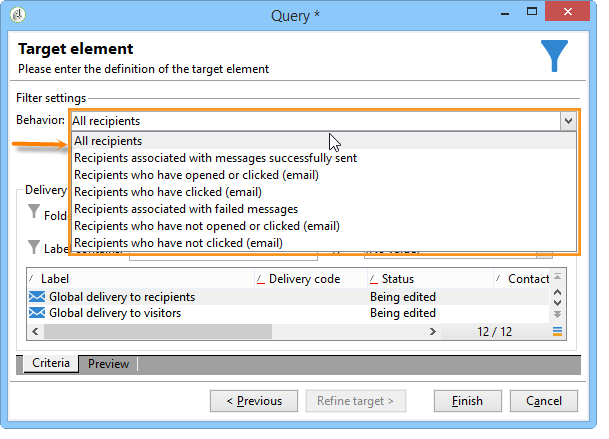 Query *
Target element
Please enter the definition of the target element
Filter settings
Behavior: All recipients
All recipients
Recipients associated with messages successfully sent
Recipients who have opened or clicked (email)
Recipients who have clicked (email)
Recipients associated with failed messages
Recipients who have not opened or clicked (email)
Recipients who have not clicked (email)
Delivery
Label Delivery code Status Contact
Global delivery to recipients Being edited
Global delivery to visitors Being edited
12 / 12
Criteria Preview
< Previous Refine target > Finish Cancel